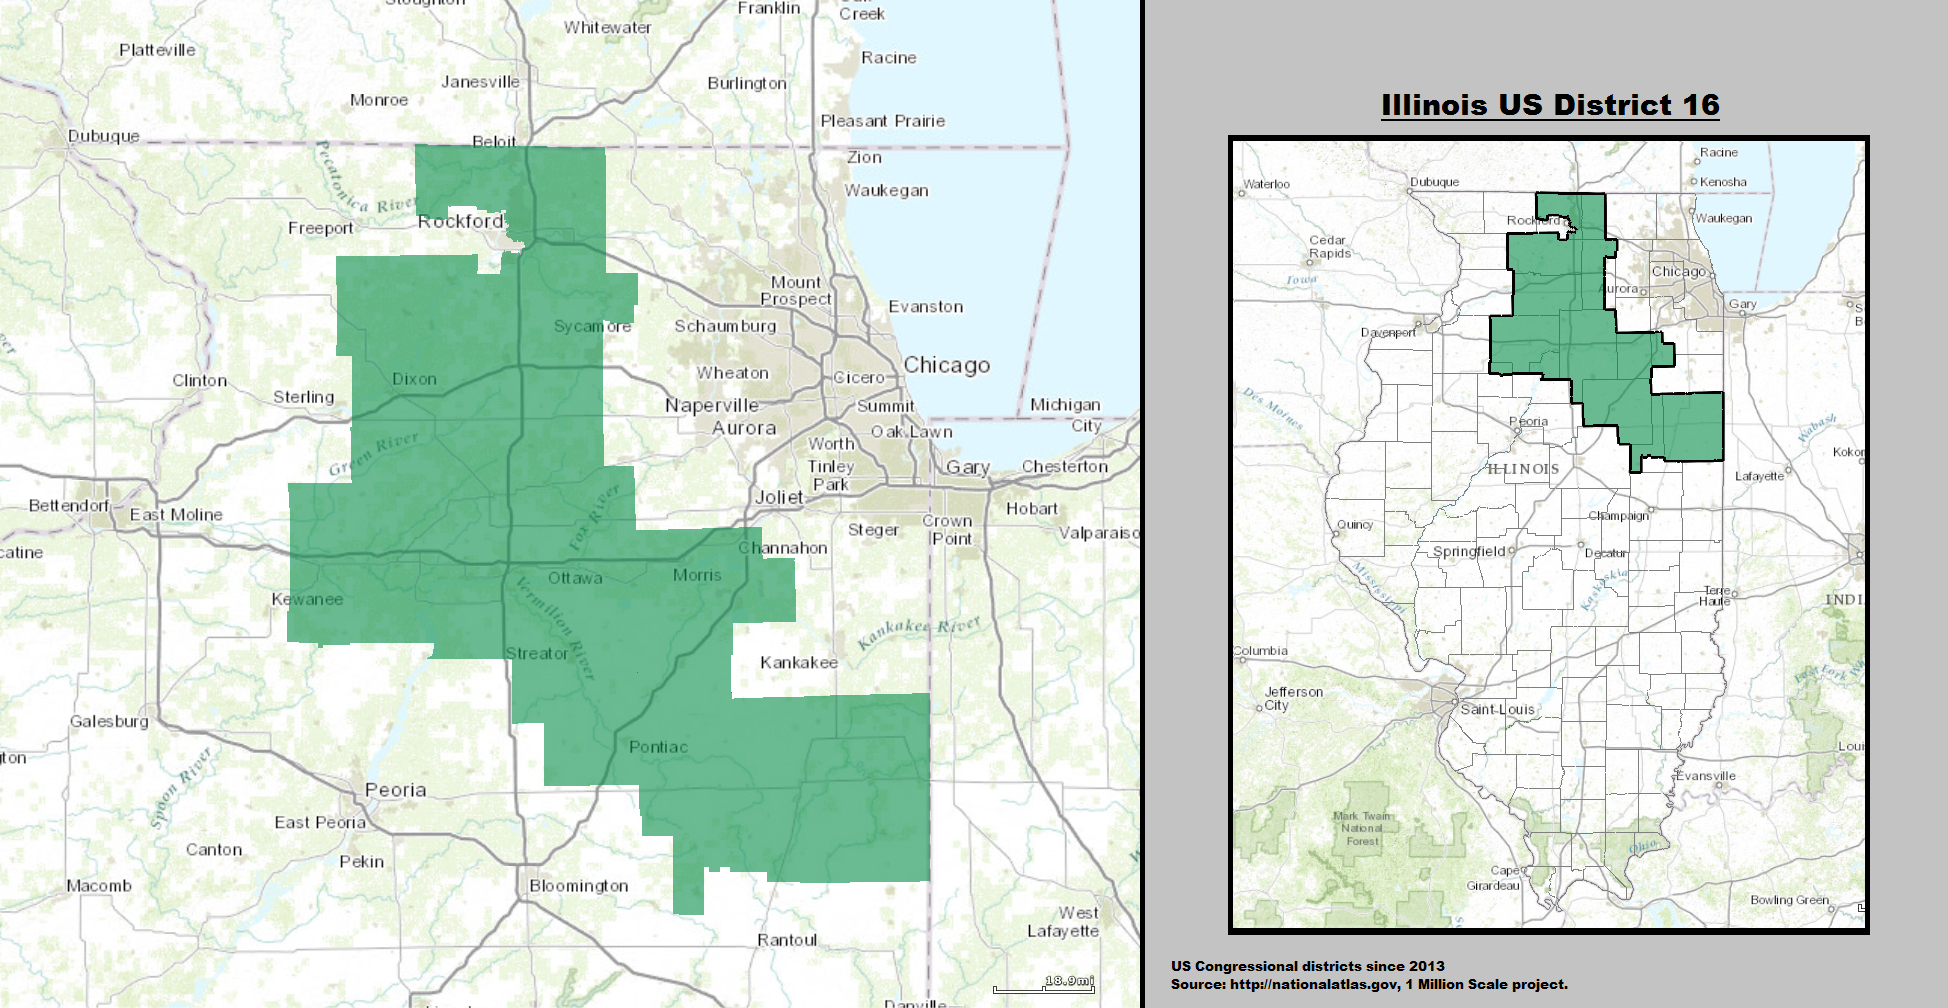 Stoughton
Franklin
Creek
Whitewater
Platteville
Racine
Janesville
Burlington
Monroe
Pleasant Prairie
Dubuque
Beloit
Zion
Pecatonica River
Waukegan
Rockford
Freeport
Mount
Prospect
Evanston
Sycamore
Schaumburg
Chicago
Clinton
Dixon
Wheaton
Cicero
Sterling
Naperville
Summit
Michigan
City
Aurora
Oak Lawn
Green River
Worth
Tinley
Park
Gary
Chesterton
Bettendorf
East Moline
Fox River
Joliet
Hobart
Steger
Crown
Point
Valparaiso
catine
Channahon
Ottawa
Morris
Kewanee
Vermilion River
Kankakee River
Streator
Kankakee
Galesburg
Pontiac
gton
Spoon River
Peoria
East Peoria
Canton
Pekin
Macomb
Bloomington
West
Lafayette
Rantoul
18.9mi
Danville
Illinois US District 16
Racine
Waterloo
Dubuque
Kenosha
Rockford
Waukegan
Cedar
Rapids
Chicago
Iowa
Aurora
Gary
S
B
Davenport
Des Moines
Peoria
Wabash
ILLINOIS
Kokor
Lafayette
Champaign
Quincy
Springfield
Decatur
Mississippi
Kaskaskia
Terre
Haute
INDI
Columbia
Jefferson
City
Saint Louis
East Fork Wh
Loui
Evansville
Mark Twain
National
Forest
Ohio
Cape
Girardeau
Bowling Green
US Congressional districts since 2013
Source: http://nationalatlas.gov, 1 Million Scale project.